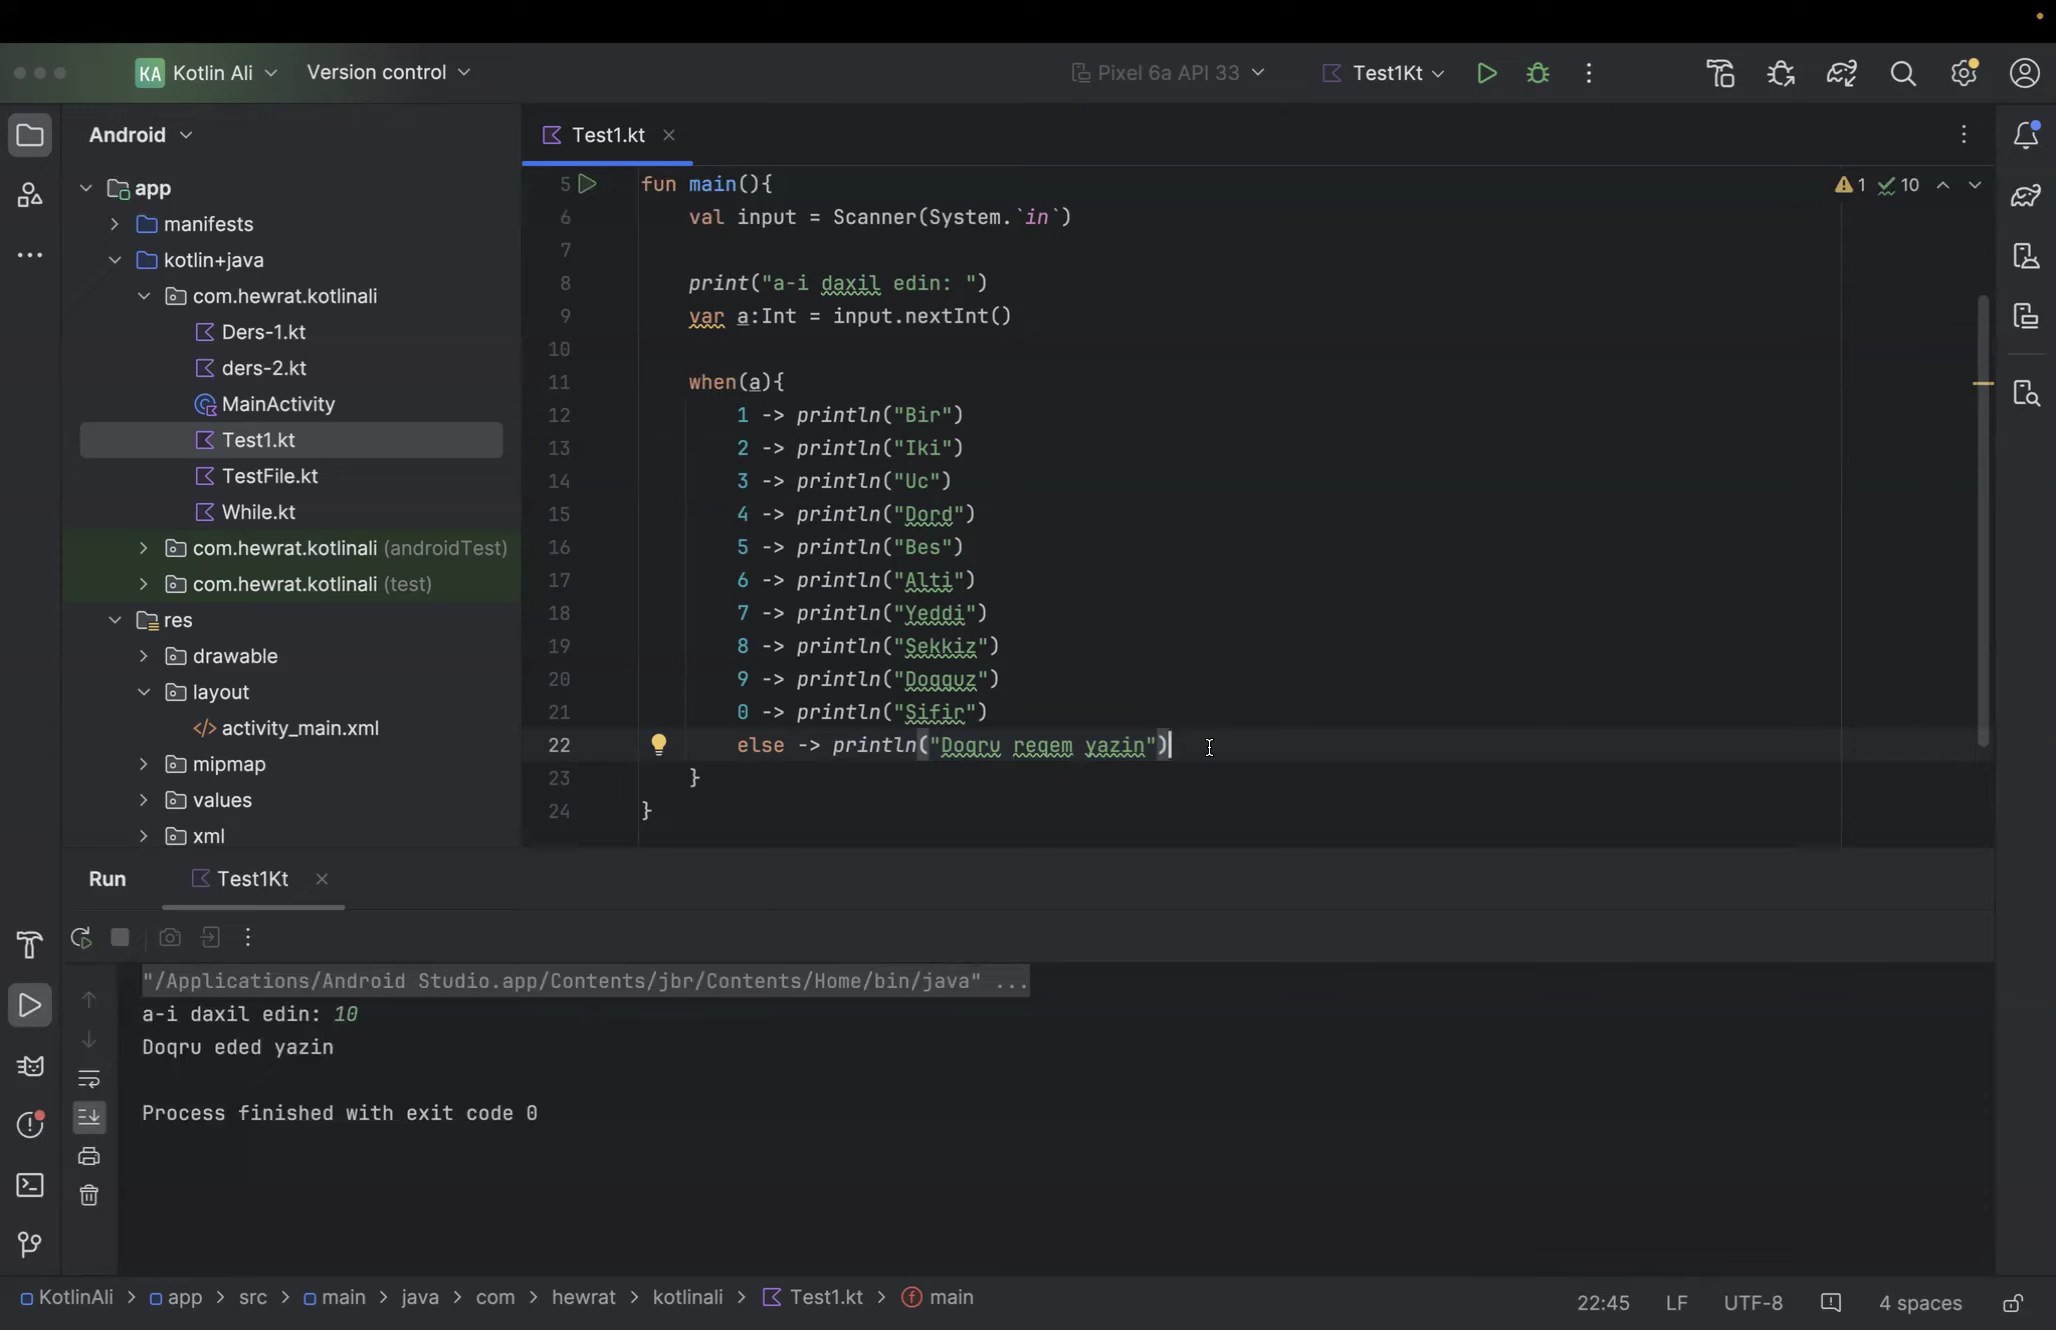 KA Kotlin Ali Version control Pixel 6a API 33 Test1Kt
Android
Test1.kt
app
manifests
kotlin+java
com.hewrat.kotlinali
Ders-1.kt
ders-2.kt
MainActivity
Test1.kt
TestFile.kt
While.kt
com.hewrat.kotlinali (androidTest)
com.hewrat.kotlinali (test)
res
drawable
layout
</> activity_main.xml
mipmap
values
xml
1 10
5 fun main(){
6 val input = Scanner(System.`in`)
7
8 print("a-i daxil edin: ")
9 var a:Int = input.nextInt()
10
11 when(a){
12 1 -> println("Bir")
13 2 -> println("Iki")
14 3 -> println("Uc")
15 4 -> println("Dord")
16 5 -> println("Bes")
17 6 -> println("Alti")
18 7 -> println("Yeddi")
19 8 -> println("Sekkiz")
20 9 -> println("Doqquz")
21 0 -> println("Sifir")
22 else -> println("Doqru reqem yazin")
23 }
24 }
Run Test1Kt
"/Applications/Android Studio.app/Contents/jbr/Contents/Home/bin/java" ...
a-i daxil edin: 10
Doqru eded yazin
Process finished with exit code 0
KotlinAli > app > src > main > java > com > hewrat > kotlinali > Test1.kt > main
22:45 LF UTF-8 4 spaces